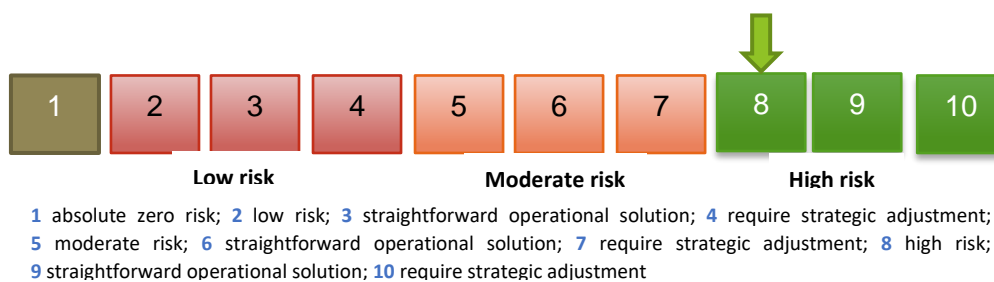 1 2 3 4 5 6 7 8 9 10
Low risk Moderate risk High risk
1 absolute zero risk; 2 low risk; 3 straightforward operational solution; 4 require strategic adjustment;
5 moderate risk; 6 straightforward operational solution; 7 require strategic adjustment; 8 high risk;
9 straightforward operational solution; 10 require strategic adjustment